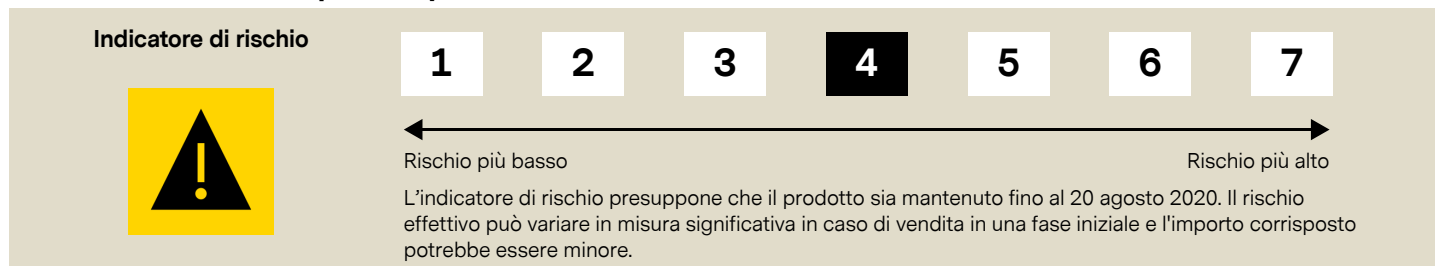 Indicatore di rischio
1 2 3 4 5 6 7
Rischio più basso Rischio più alto
L'indicatore di rischio presuppone che il prodotto sia mantenuto fino al 20 agosto 2020. Il rischio
effettivo può variare in misura significativa in caso di vendita in una fase iniziale e l'importo corrisposto
potrebbe essere minore.